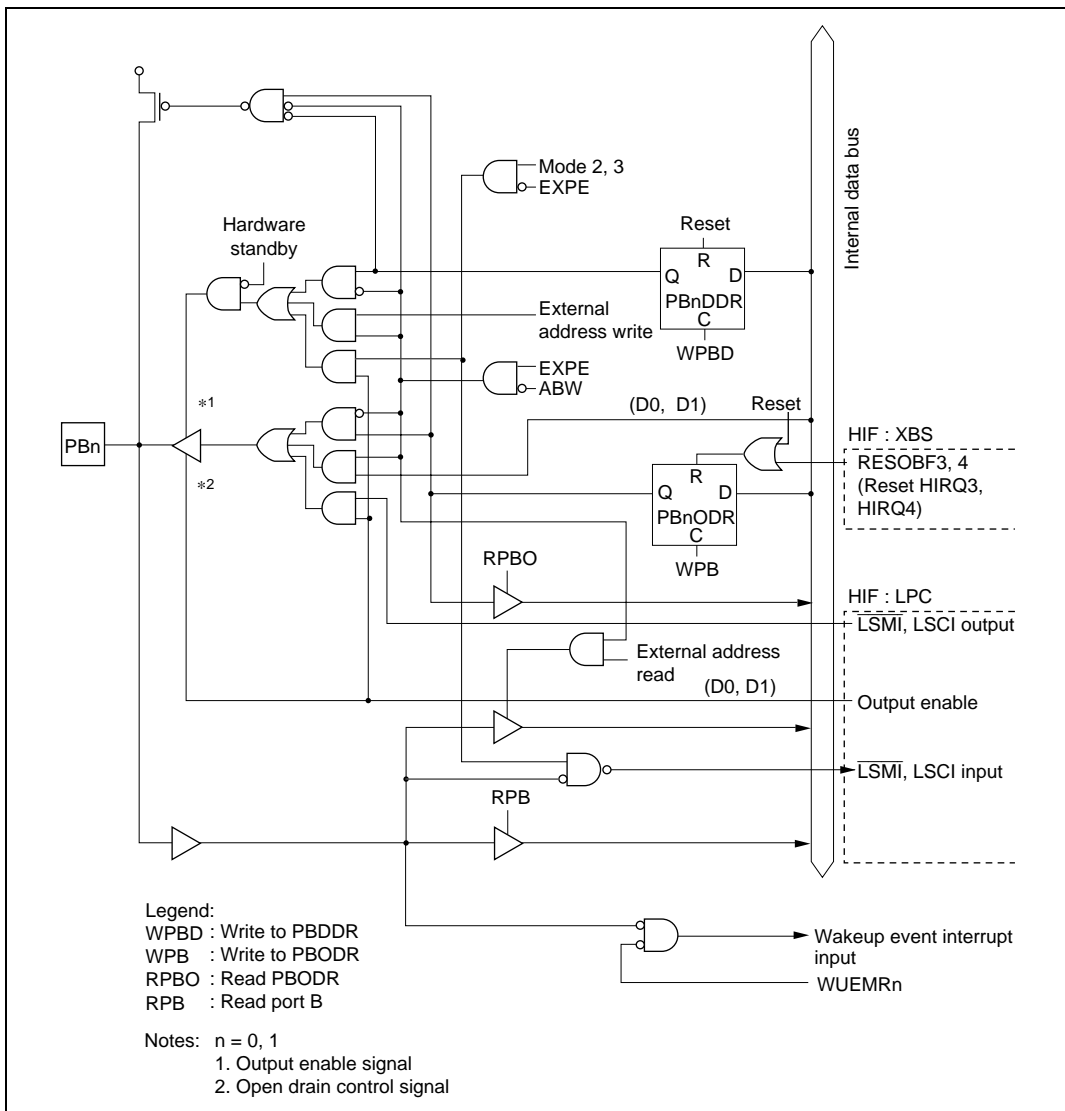 Mode 2, 3
EXPE
Hardware
standby
Reset
R
Q
D
PBnDDR
C
WPBD
Internal data bus
External
address write
EXPE
ABW
∗1
(D0, D1)
Reset
HIF : XBS
PBn
RESOBF3, 4
(Reset HIRQ3,
HIRQ4)
∗2
R
Q
D
PBnODR
C
WPB
RPBO
HIF : LPC
LSMI, LSCI output
External address
read
(D0, D1)
Output enable
LSMI, LSCI input
RPB
Legend:
WPBD : Write to PBDDR
WPB : Write to PBODR
RPBO : Read PBODR
RPB : Read port B
Wakeup event interrupt
input
WUEMRn
Notes: n = 0, 1
1. Output enable signal
2. Open drain control signal